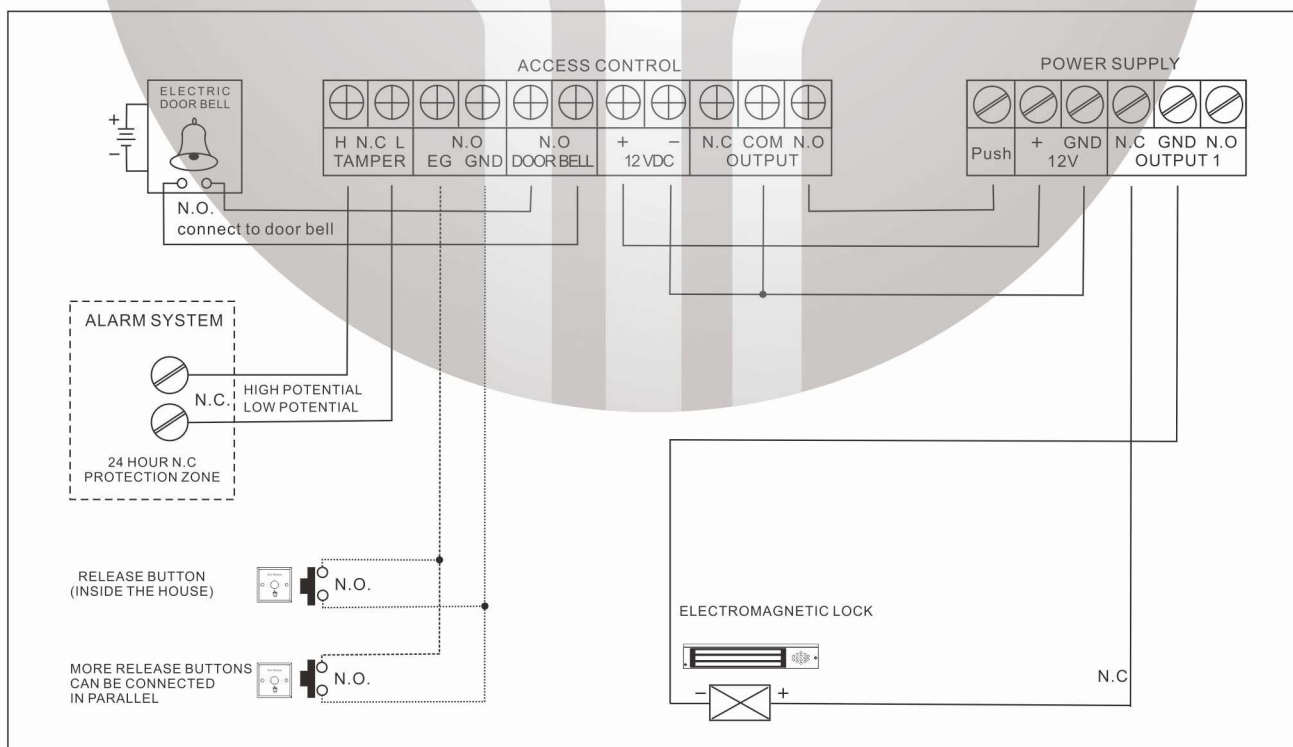 ACCESS CONTROL
POWER SUPPLY
ELECTRIC
DOOR BELL
+
−
N.O.
connect to door bell
H N.C L
TAMPER
N.O
EG GND
N.O
DOOR BELL
+ −
12 VDC
N.C COM N.O
OUTPUT
Push
+ GND
12V
N.C GND N.O
OUTPUT 1
ALARM SYSTEM
N.C.
HIGH POTENTIAL
LOW POTENTIAL
24 HOUR N.C
PROTECTION ZONE
RELEASE BUTTON
(INSIDE THE HOUSE)
N.O.
MORE RELEASE BUTTONS
CAN BE CONNECTED
IN PARALLEL
N.O.
ELECTROMAGNETIC LOCK
− +
N.C